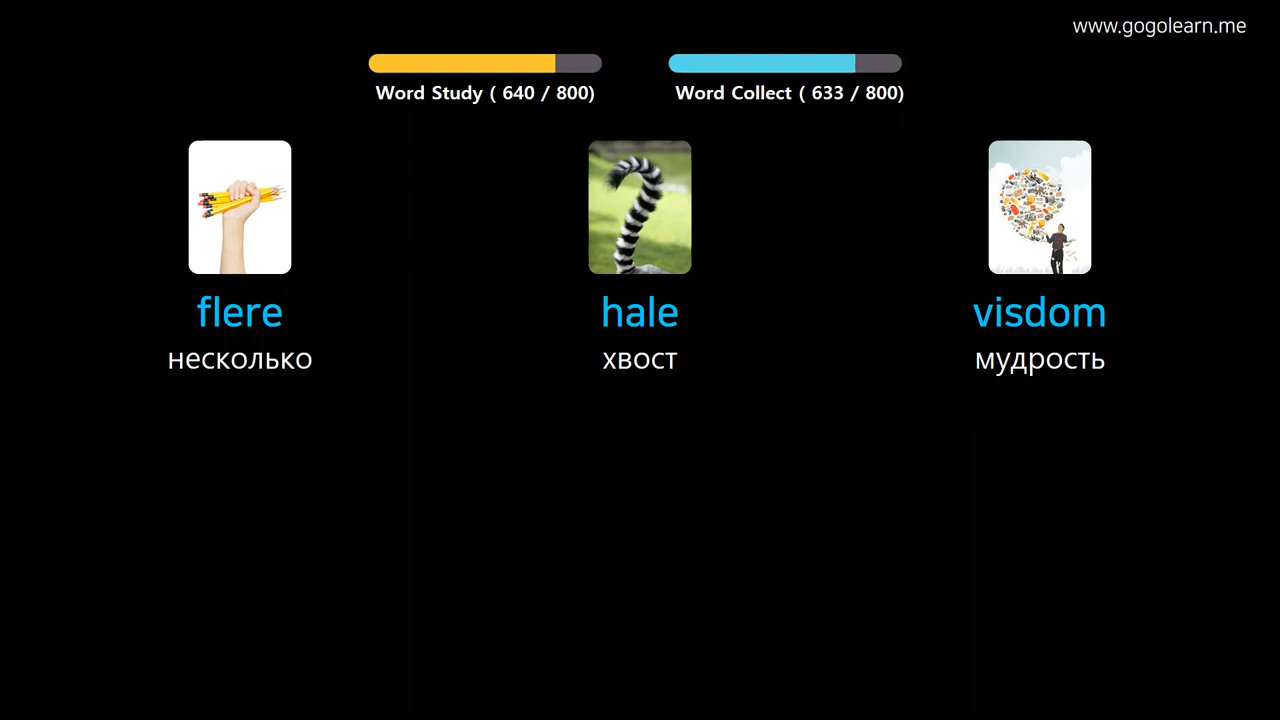 www.gogolearn.me
Word Study ( 640 / 800)
Word Collect ( 633 / 800)
flere
hale
visdom
несколько
хвост
мудрость